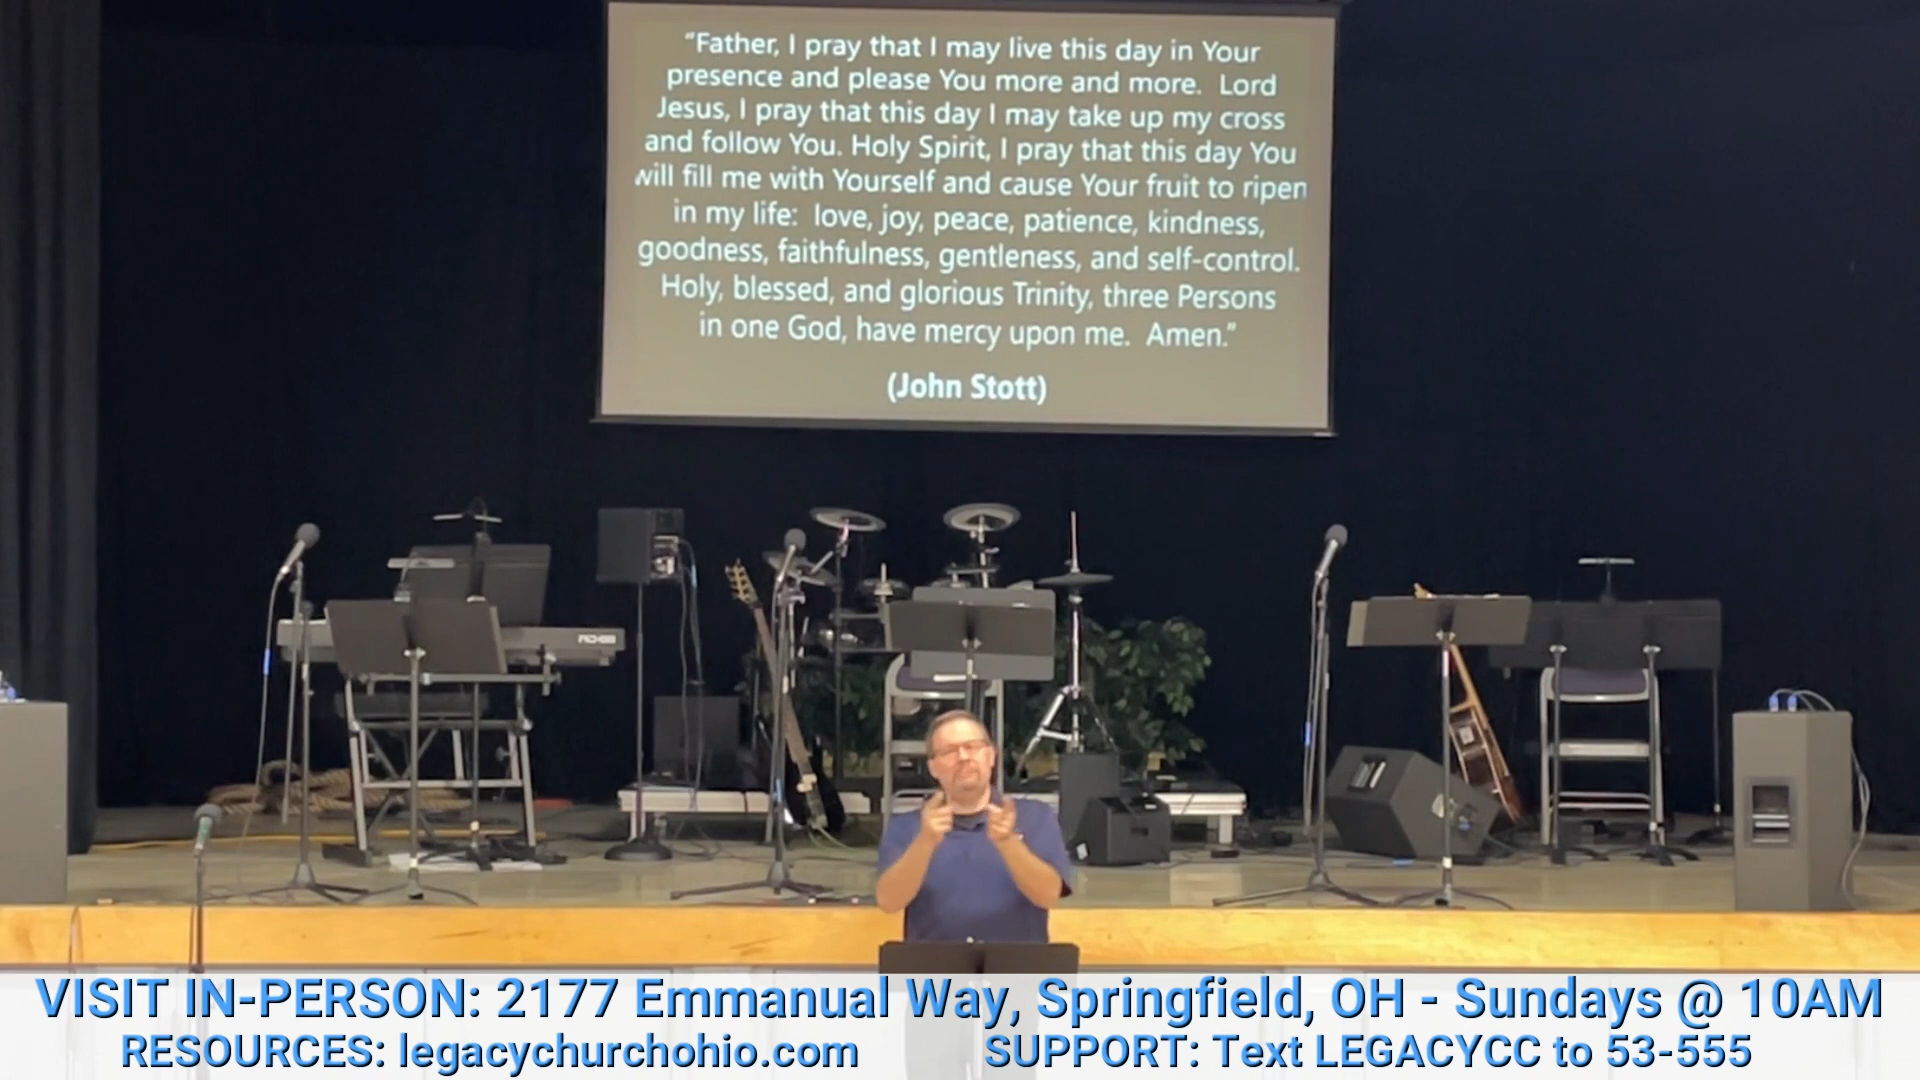 “Father, I pray that I may live this day in Your
presence and please You more and more.  Lord
Jesus, I pray that this day I may take up my cross
and follow You. Holy Spirit, I pray that this day You
will fill me with Yourself and cause Your fruit to ripen
in my life:  love, joy, peace, patience, kindness,
goodness, faithfulness, gentleness, and self-control.
Holy, blessed, and glorious Trinity, three Persons
in one God, have mercy upon me.  Amen.”
(John Stott)
VISIT IN-PERSON: 2177 Emmanual Way, Springfield, OH - Sundays @ 10AM
RESOURCES: legacychurchohio.com
SUPPORT: Text LEGACYCC to 53-555